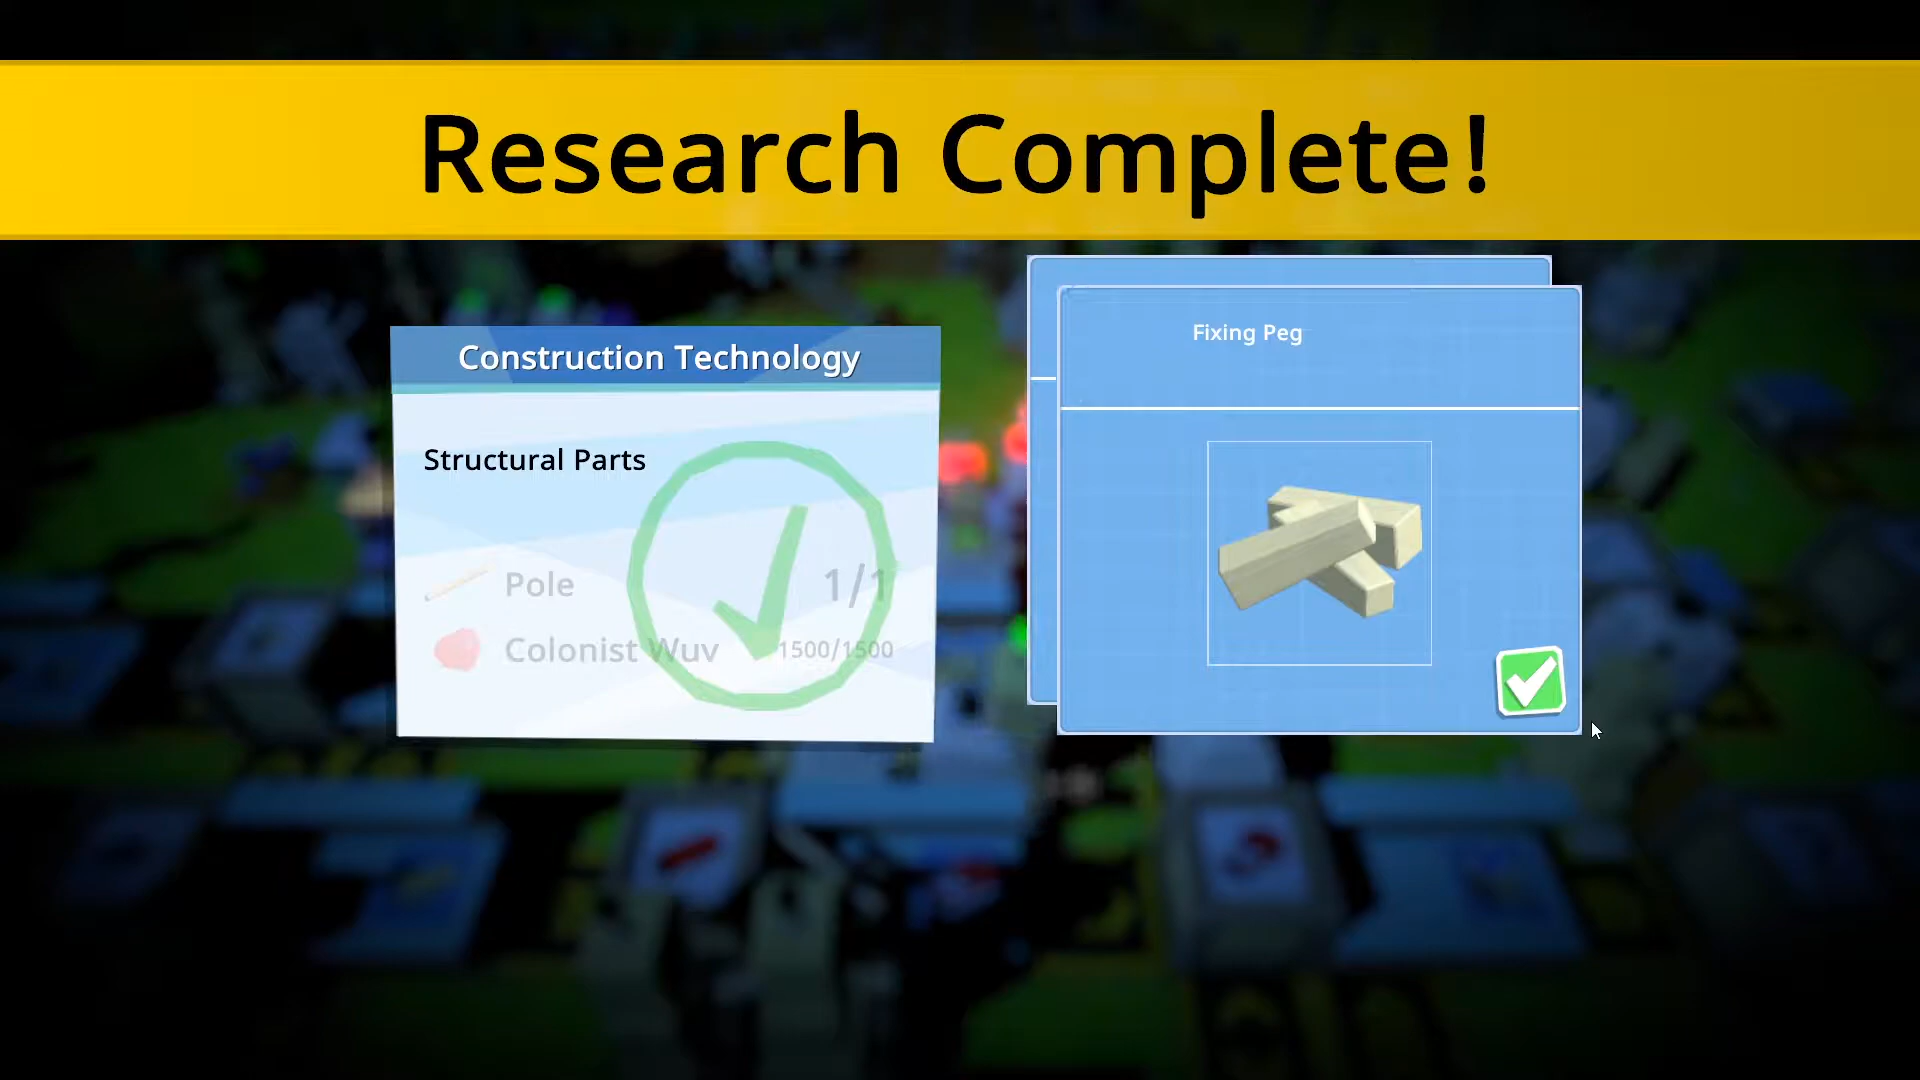 Research Complete!
Construction Technology
Structural Parts
Pole 1/1
Colonist Wuv 1500/1500
Fixing Peg